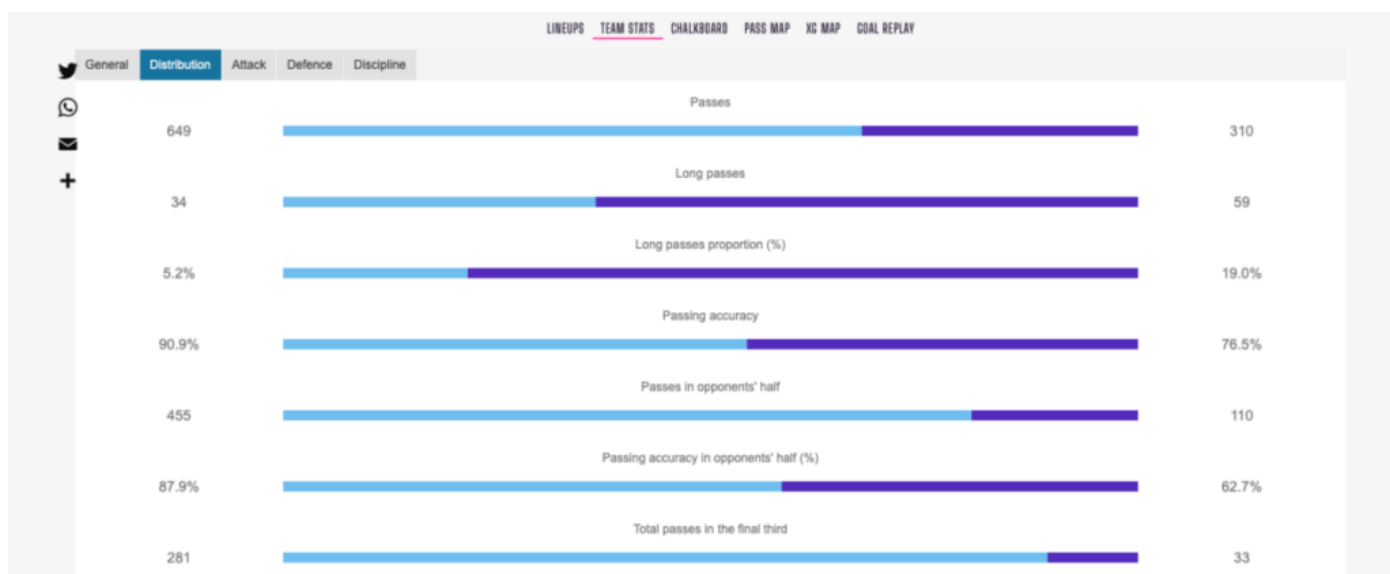 LINEUPS TEAM STATS CHALKBOARD PASS MAP XG MAP GOAL REPLAY
General Distribution Attack Defence Discipline
Passes
649 310
Long passes
34 59
Long passes proportion (%)
5.2% 19.0%
Passing accuracy
90.9% 76.5%
Passes in opponents' half
455 110
Passing accuracy in opponents' half (%)
87.9% 62.7%
Total passes in the final third
281 33